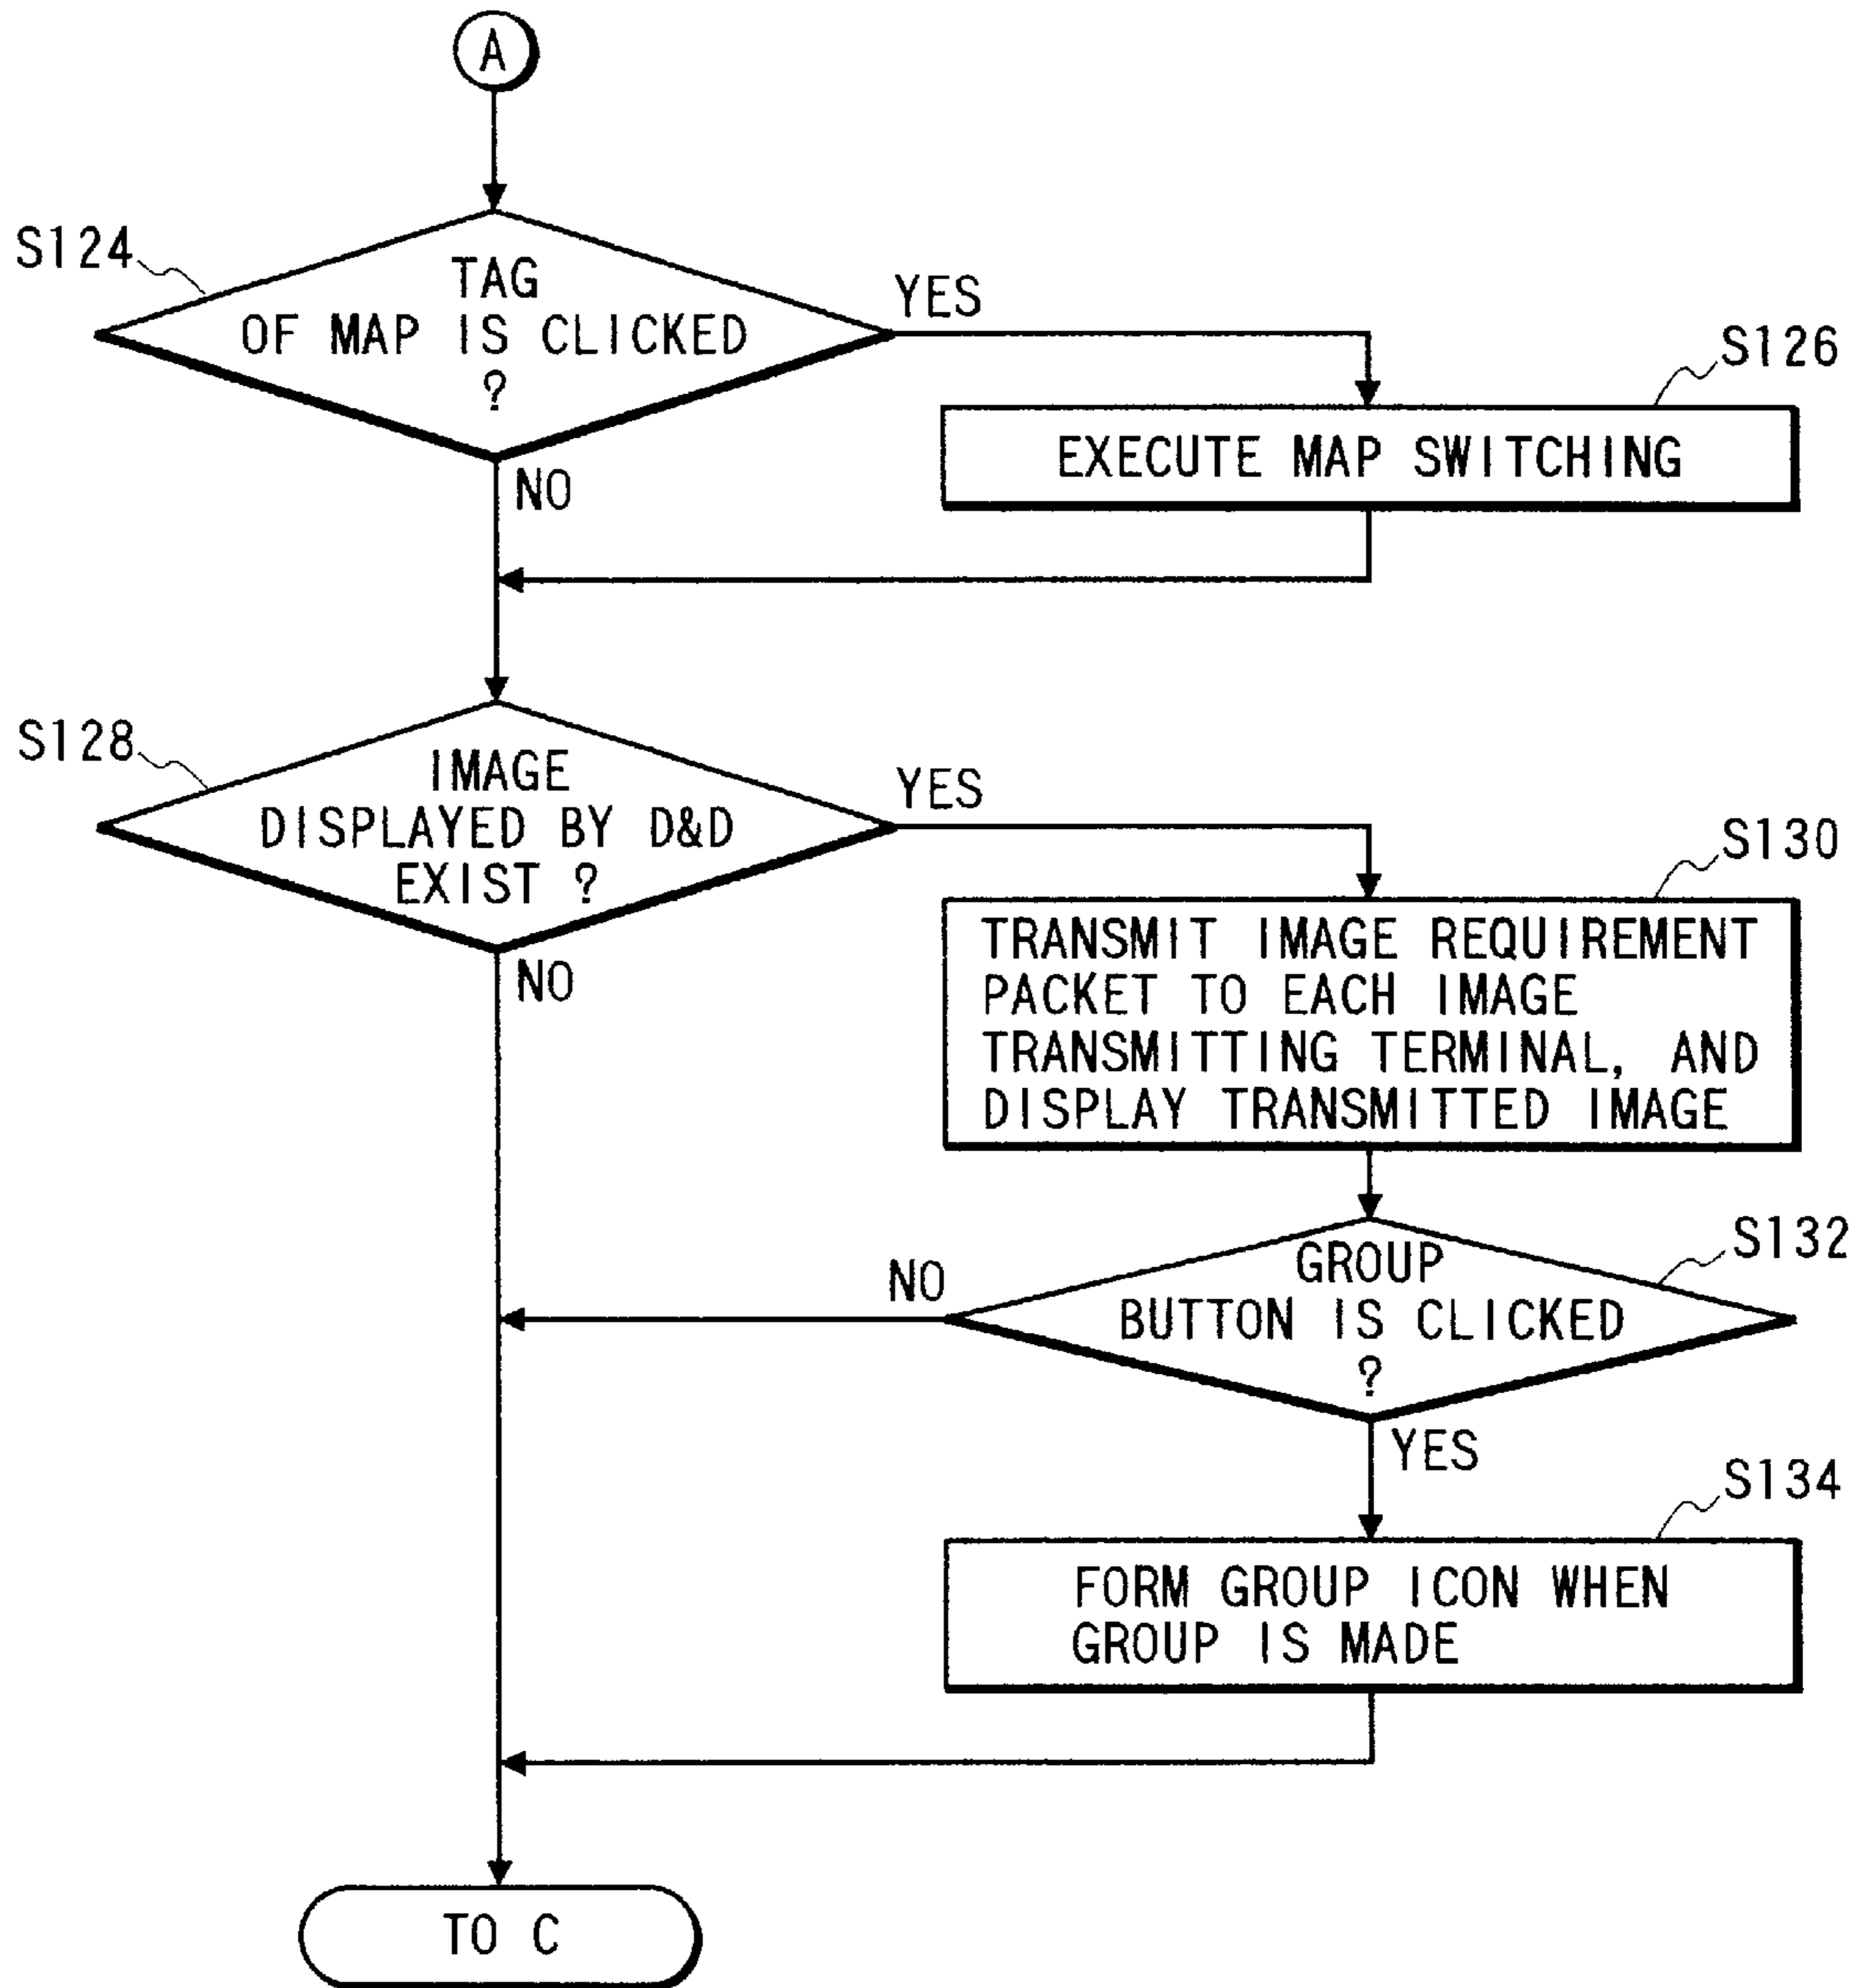 A
S124
TAG
OF MAP IS CLICKED
?
YES
NO
S126
EXECUTE MAP SWITCHING
S128
IMAGE
DISPLAYED BY D&D
EXIST ?
YES
NO
S130
TRANSMIT IMAGE REQUIREMENT
PACKET TO EACH IMAGE
TRANSMITTING TERMINAL, AND
DISPLAY TRANSMITTED IMAGE
S132
GROUP
BUTTON IS CLICKED
?
NO
YES
S134
FORM GROUP ICON WHEN
GROUP IS MADE
TO C